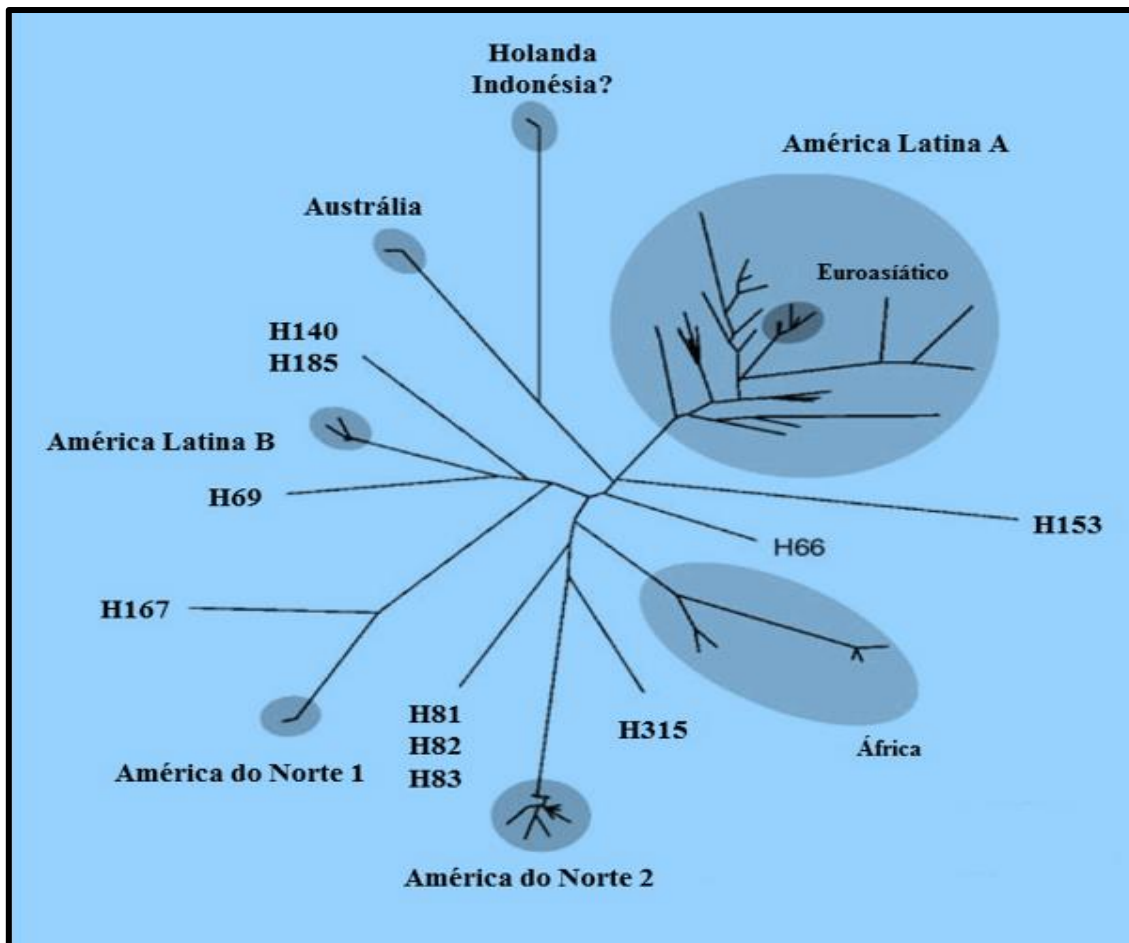 Holanda
Indonésia?
América Latina A
Austrália
Euroasíático
H140
H185
América Latina B
H69
H153
H66
H167
H81
H82
H83
H315
África
América do Norte 1
América do Norte 2